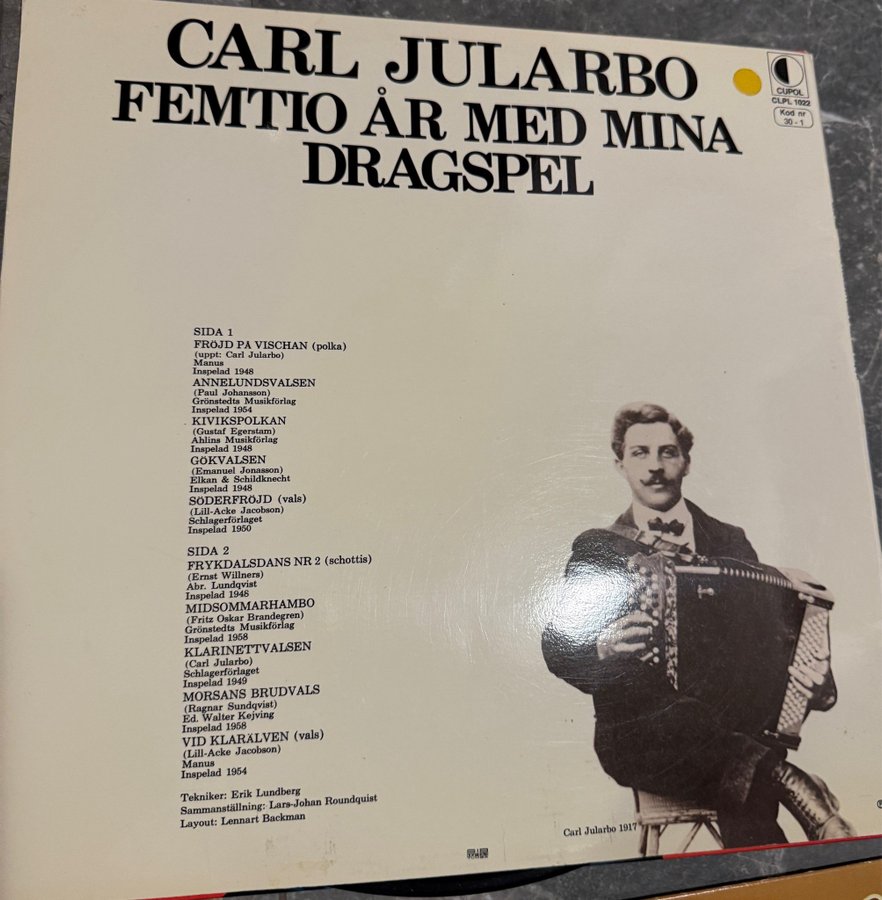 CARL JULARBO
FEMTIO ÅR MED MINA
DRAGSPEL
CUPOL
CLPL 1022
Kod nr
30 - 1
SIDA 1
FRÖJD PÅ VISCHAN (polka)
(uppt: Carl Jularbo)
Manus
Inspelad 1948
ANNELUNDSVALSEN
(Paul Johansson)
Grönstedts Musikförlag
Inspelad 1954
KIVIKSPOLKAN
(Gustaf Egerstam)
Ahlins Musikförlag
Inspelad 1948
GÖKVALSEN
(Emanuel Jonasson)
Elkan & Schildknecht
Inspelad 1948
SÖDERFRÖJD (vals)
(Lill-Acke Jacobson)
Schlagerförlaget
Inspelad 1950
SIDA 2
FRYKDALSDANS NR 2 (schottis)
(Ernst Willners)
Abr. Lundqvist
Inspelad 1948
MIDSOMMARHAMBO
(Fritz Oskar Brandegren)
Grönstedts Musikförlag
Inspelad 1958
KLARINETTVALSEN
(Carl Jularbo)
Schlagerförlaget
Inspelad 1949
MORSANS BRUDVALS
(Ragnar Sundqvist)
Ed. Walter Kejving
Inspelad 1958
VID KLARÄLVEN (vals)
(Lill-Acke Jacobson)
Manus
Inspelad 1954
Tekniker: Erik Lundberg
Sammanställning: Lars-Johan Roundquist
Layout: Lennart Backman
Carl Jularbo 1917